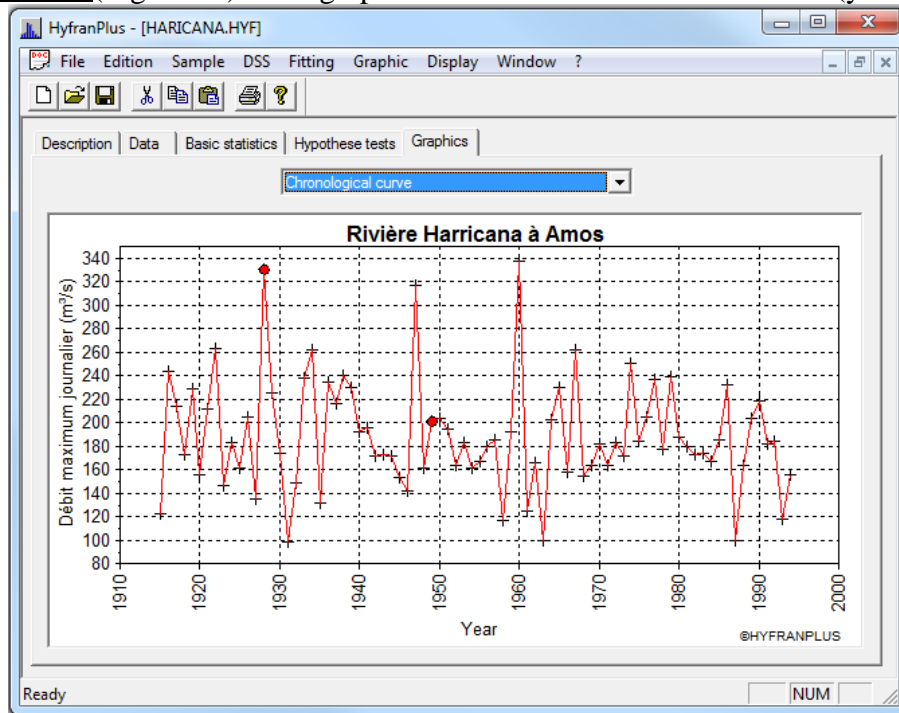 HyfranPlus - [HARICANA.HYF]
File Edition Sample DSS Fitting Graphic Display Window ?
Description Data Basic statistics Hypothese tests Graphics
Chronological curve
Rivière Harricana à Amos
Débit maximum journalier (m³/s)
340
320
300
280
260
240
220
200
180
160
140
120
100
80
1910 1920 1930 1940 1950 1960 1970 1980 1990 2000
Year
©HYFRANPLUS
Ready NUM